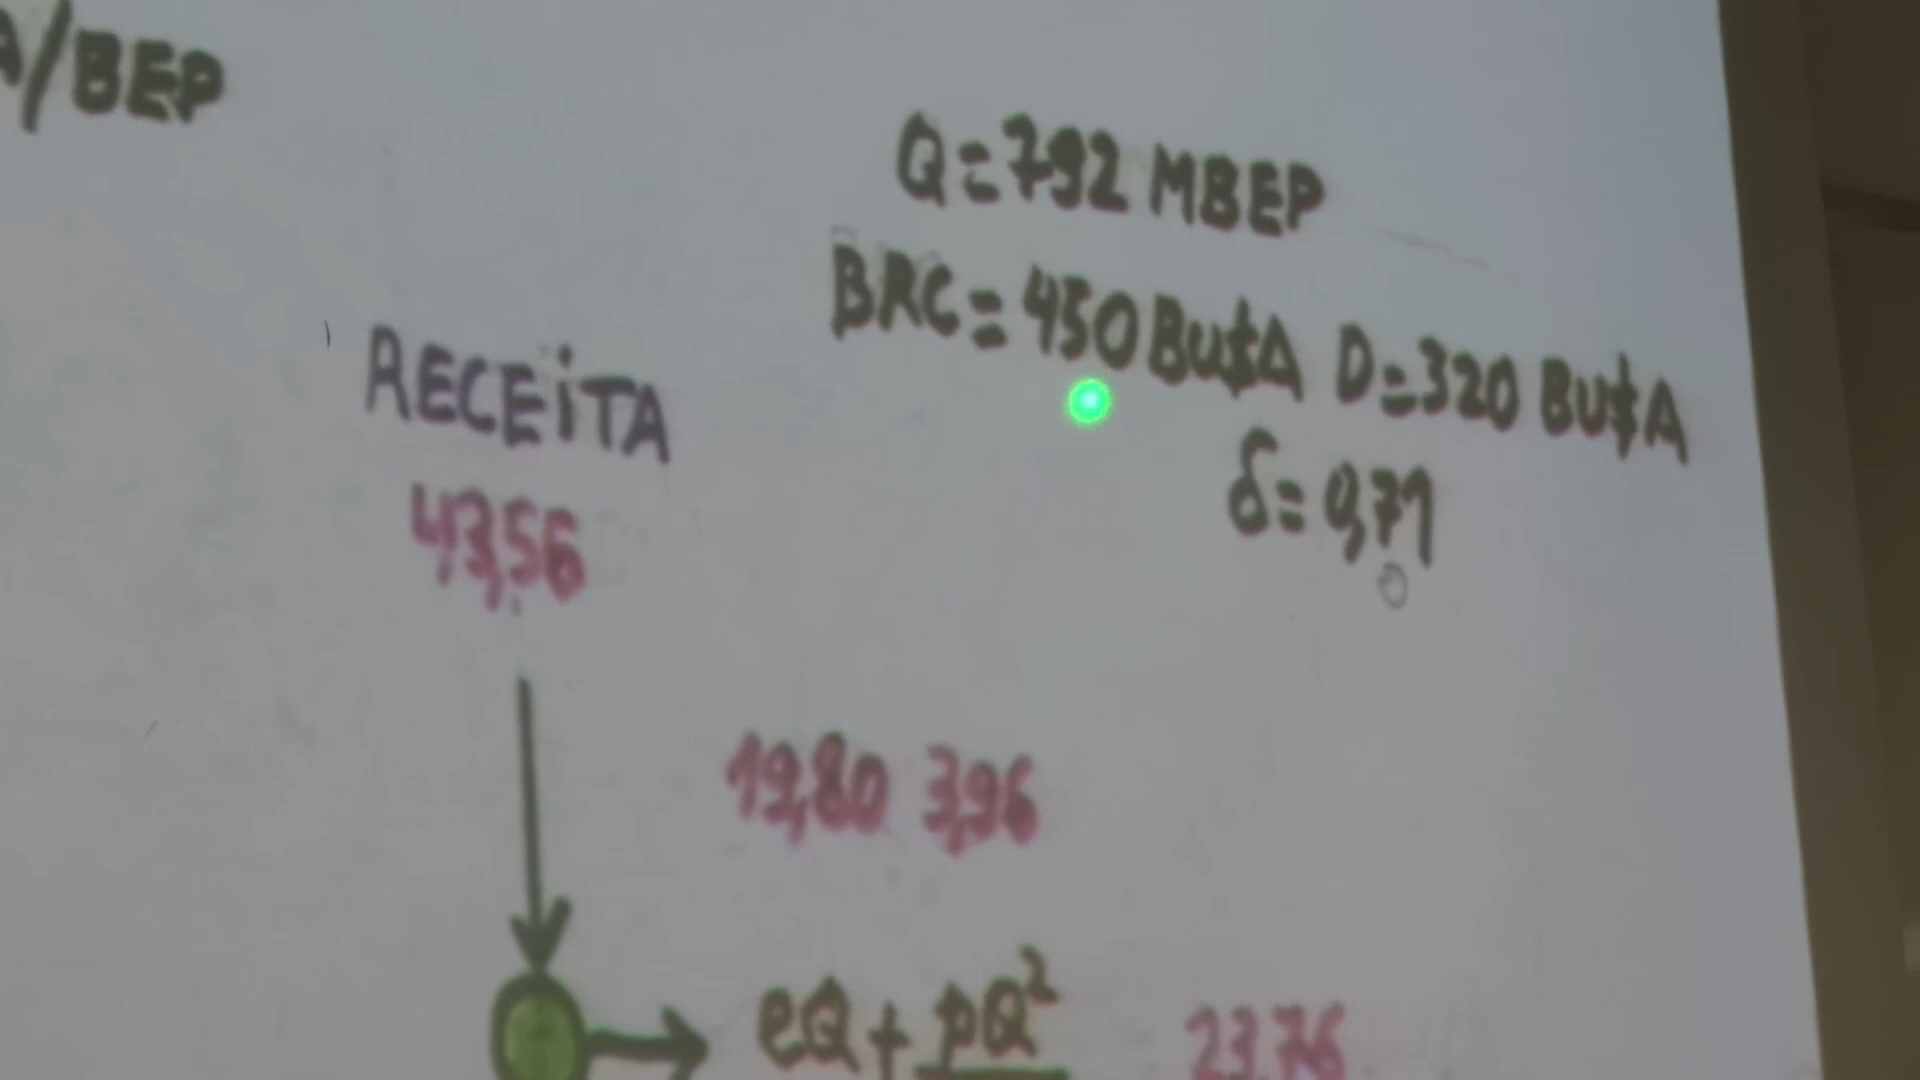 A/BEP
Q=792 MBEP
BRC=450 BU$A D=320 BU$A
δ=0,71
RECEiTA
43,56
19,80 3,96
eQ + pQ² 23,76